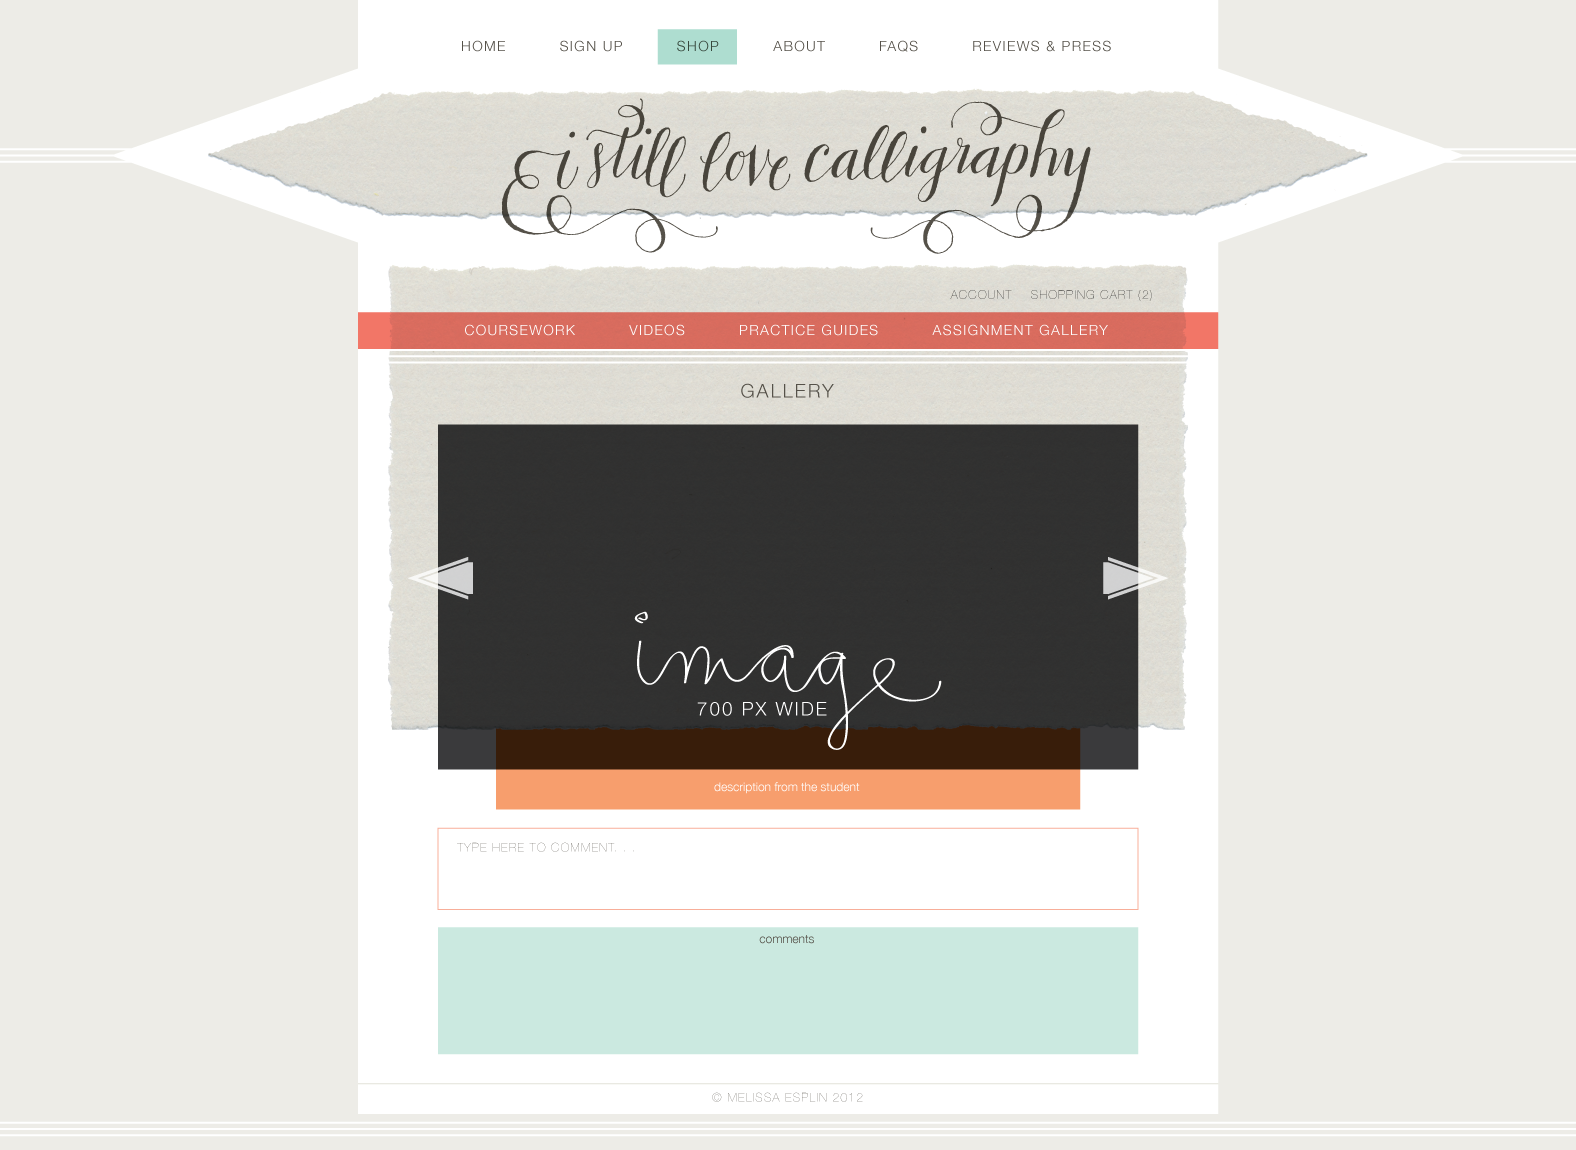 HOME SIGN UP SHOP ABOUT FAQS REVIEWS & PRESS
i still love calligraphy
ACCOUNT SHOPPING CART (2)
COURSEWORK VIDEOS PRACTICE GUIDES ASSIGNMENT GALLERY
GALLERY
image
700 PX WIDE
description from the student
TYPE HERE TO COMMENT. . .
comments
© MELISSA ESPLIN 2012